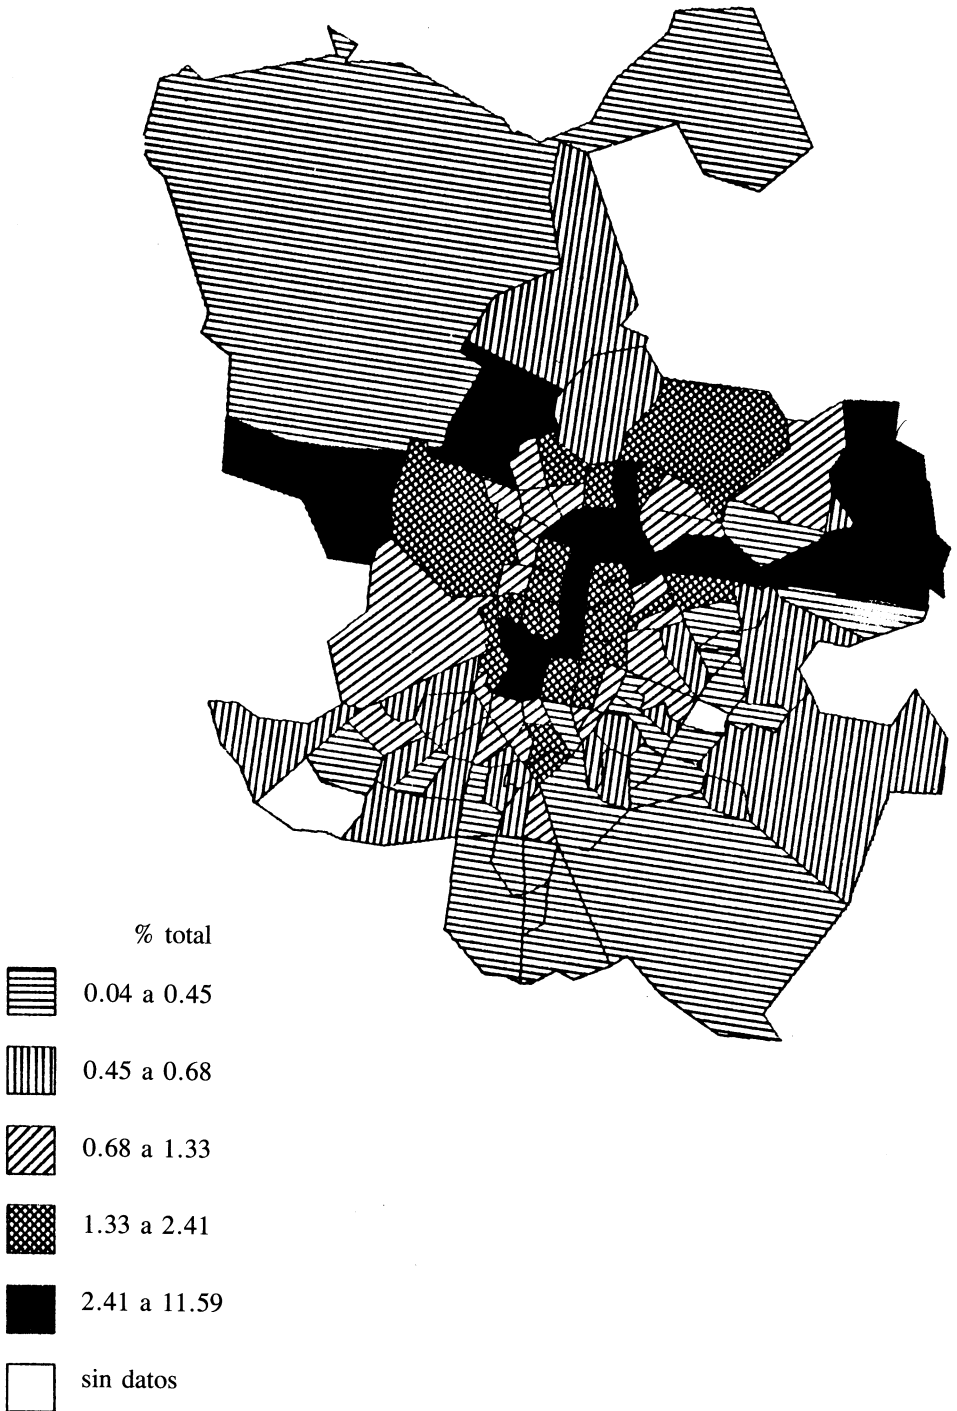 % total
0.04 a 0.45
0.45 a 0.68
0.68 a 1.33
1.33 a 2.41
2.41 a 11.59
sin datos